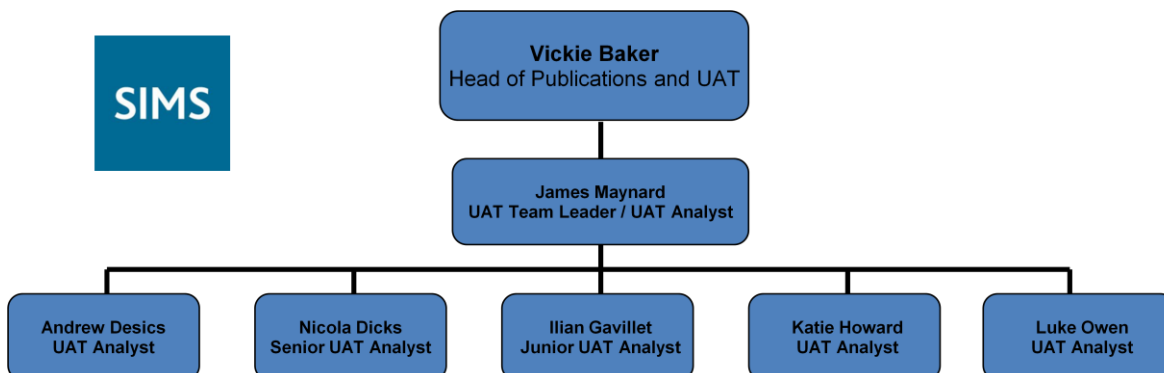 SIMS
Vickie Baker
Head of Publications and UAT
James Maynard
UAT Team Leader / UAT Analyst
Andrew Desics
UAT Analyst
Nicola Dicks
Senior UAT Analyst
Ilian Gavillet
Junior UAT Analyst
Katie Howard
UAT Analyst
Luke Owen
UAT Analyst